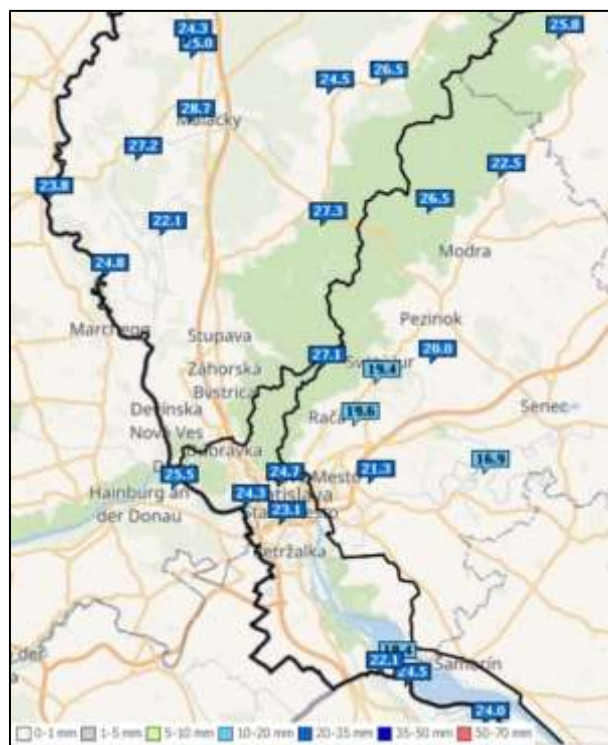 24.3
25.0
25.8
24.5
26.5
28.7
Malacky
27.2
22.5
23.8
26.5
27.3
22.1
Modra
24.8
Marchegg
Stupava
Pezinok
27.1
20.0
Záhorská
Bystrica
19.4
19.6
Devínska
Nová Ves
Rača
Senec
Dúbravka
16.9
25.5
24.7
Mesto
21.3
Hainburg an
der Donau
24.3
23.1
Petržalka
22.1
Šamorín
24.5
24.0
0-1 mm 1-5 mm 5-10 mm 10-20 mm 20-35 mm 35-50 mm 50-70 mm